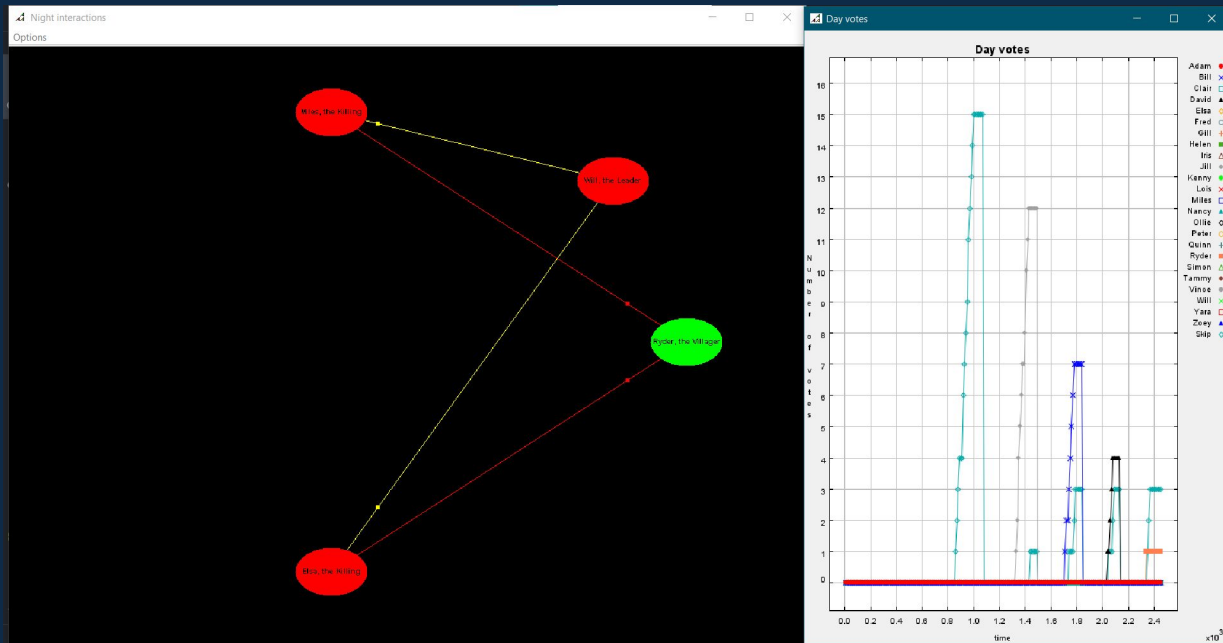 Night interactions
Options
Miles, the Killing
Will, the Leader
Ryder, the Villager
Elsa, the Killing
Day votes
Day votes
Number of votes
16
15
14
13
12
11
10
9
8
7
6
5
4
3
2
1
0
0.0 0.2 0.4 0.6 0.8 1.0 1.2 1.4 1.6 1.8 2.0 2.2 2.4
time
x10^3
Adam
Bill
Clair
David
Elsa
Fred
Gill
Helen
Iris
Jill
Kenny
Lois
Miles
Nancy
Ollie
Peter
Quinn
Ryder
Simon
Tammy
Vince
Will
Yara
Zoey
Skip